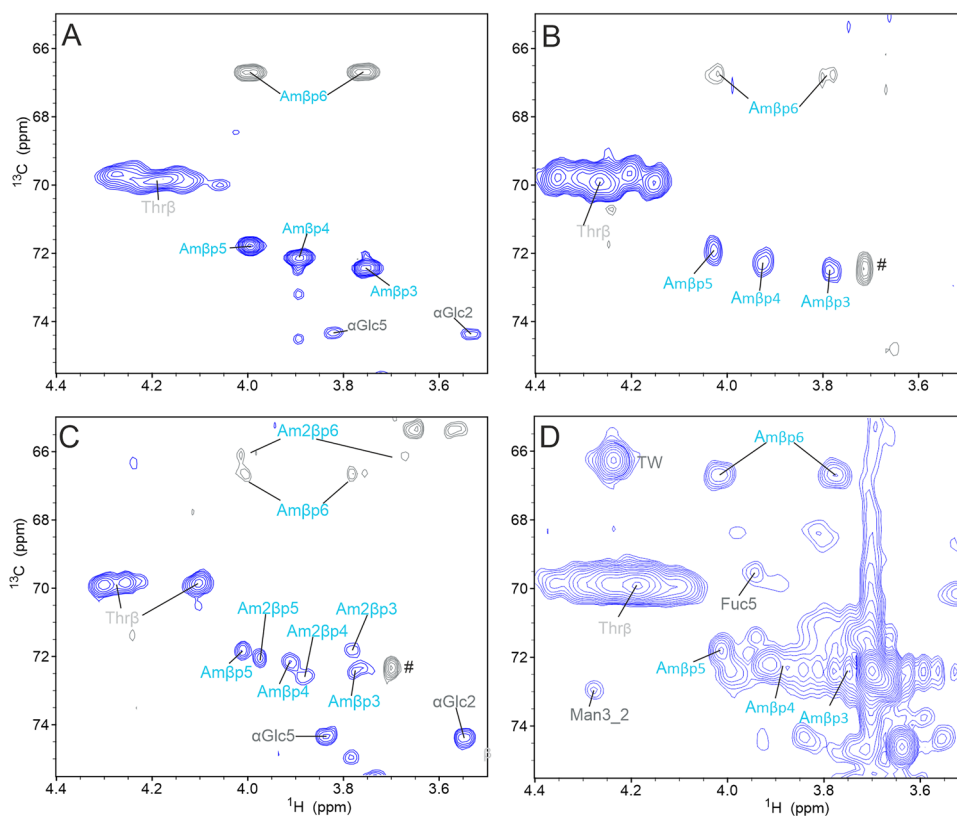 A
B
66
68
70
72
74
¹³C (ppm)
Amβp6
Thrβ
Amβp5
Amβp4
Amβp3
αGlc5
αGlc2
4.4
4.2
4.0
3.8
3.6
66
68
70
72
74
¹³C (ppm)
Amβp6
Thrβ
Amβp5
Amβp4
Amβp3
#
4.4
4.2
4.0
3.8
3.6
C
D
66
68
70
72
74
¹³C (ppm)
Am2βp6
Amβp6
Thrβ
Am2βp5
Am2βp3
Am2βp4
Amβp5
Amβp4
Amβp3
#
αGlc5
αGlc2
4.4
4.2
4.0
3.8
3.6
¹H (ppm)
66
68
70
72
74
Amβp6
TW
Fuc5
Thrβ
Amβp5
Amβp4
Amβp3
Man3_2
4.4
4.2
4.0
3.8
3.6
¹H (ppm)